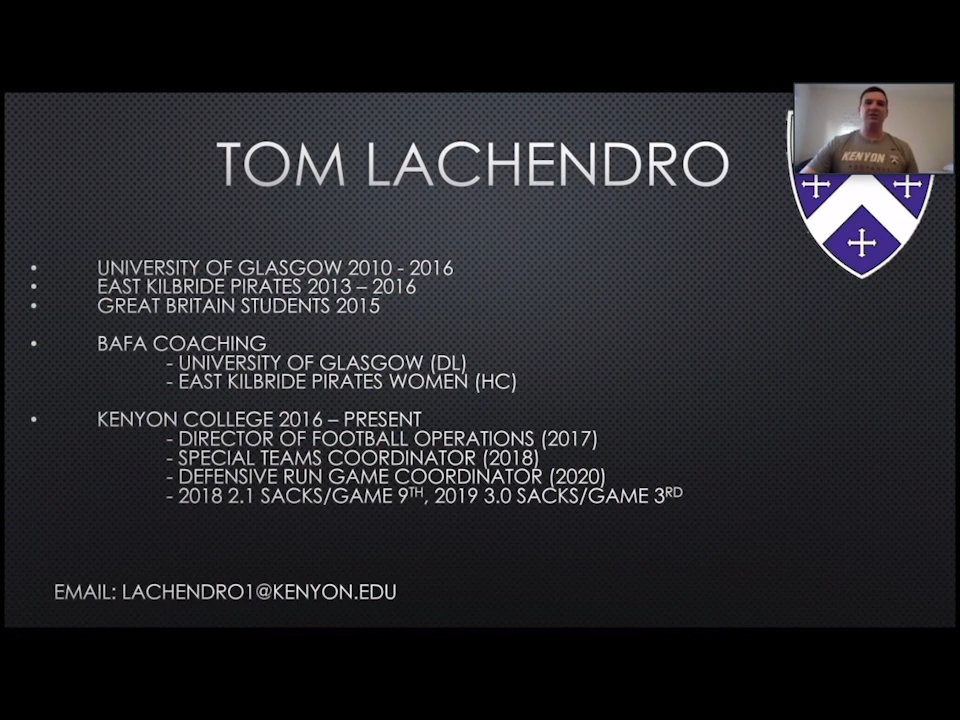 TOM LACHENDRO
KENYON
• UNIVERSITY OF GLASGOW 2010 - 2016
• EAST KILBRIDE PIRATES 2013 – 2016
• GREAT BRITAIN STUDENTS 2015
• BAFA COACHING
- UNIVERSITY OF GLASGOW (DL)
- EAST KILBRIDE PIRATES WOMEN (HC)
• KENYON COLLEGE 2016 – PRESENT
- DIRECTOR OF FOOTBALL OPERATIONS (2017)
- SPECIAL TEAMS COORDINATOR (2018)
- DEFENSIVE RUN GAME COORDINATOR (2020)
- 2018 2.1 SACKS/GAME 9TH, 2019 3.0 SACKS/GAME 3RD
EMAIL: LACHENDRO1@KENYON.EDU